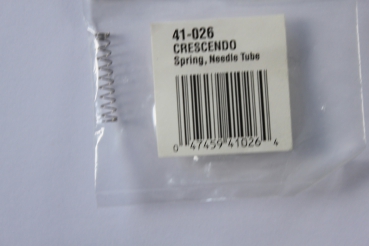 41-026
CRESCENDO
Spring, Needle Tube
0 47459 41026 4